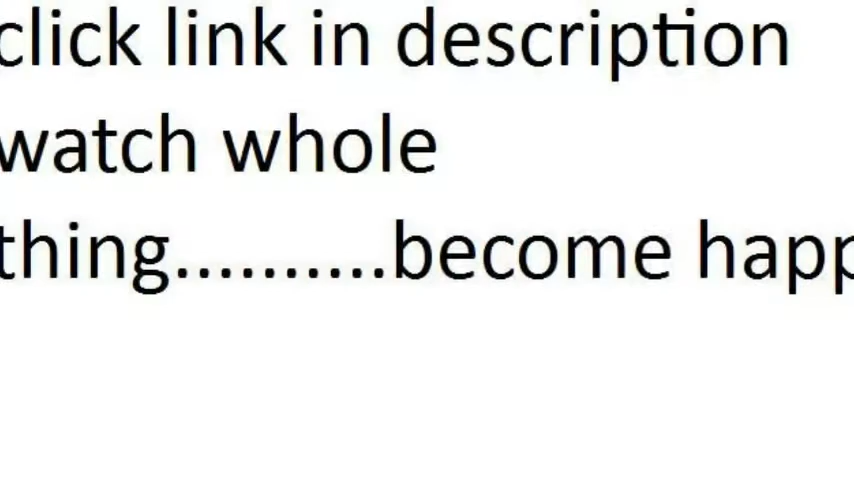 click link in description
watch whole
thing..........become happ